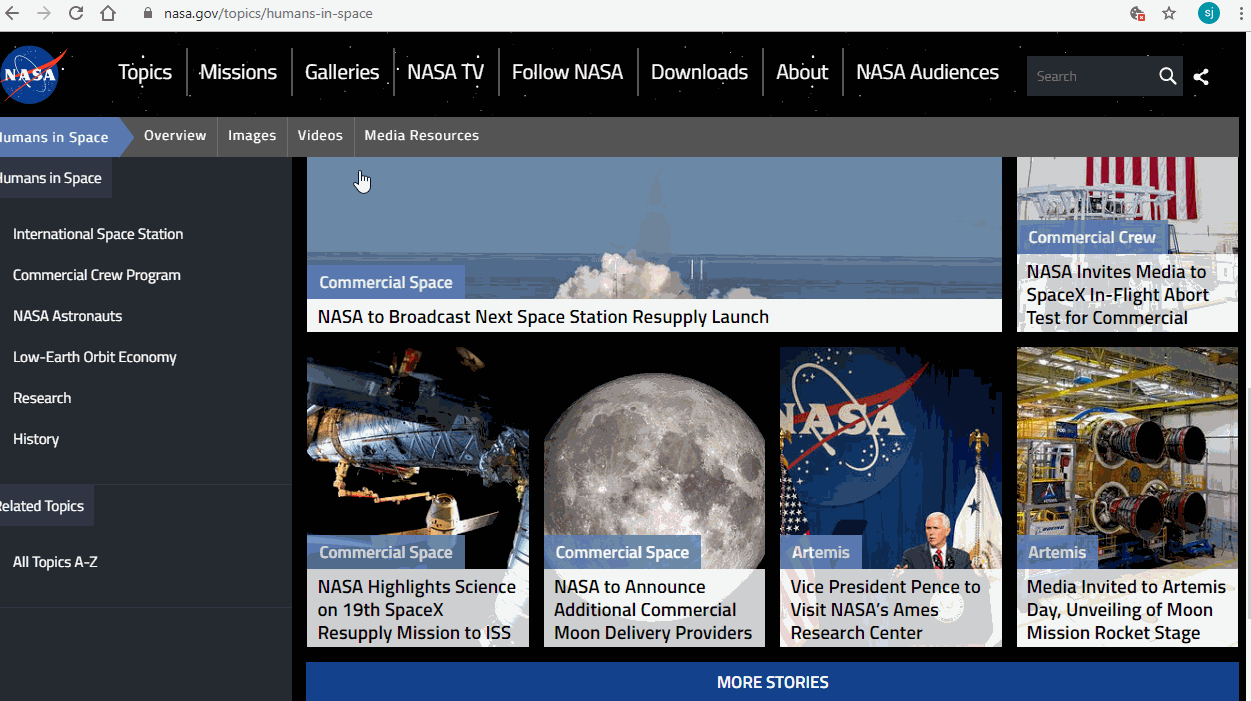 nasa.gov/topics/humans-in-space
sj
NASA
Topics
Missions
Galleries
NASA TV
Follow NASA
Downloads
About
NASA Audiences
Search
Humans in Space
Overview
Images
Videos
Media Resources
Humans in Space
International Space Station
Commercial Crew Program
NASA Astronauts
Low-Earth Orbit Economy
Research
History
Related Topics
All Topics A-Z
Commercial Space
NASA to Broadcast Next Space Station Resupply Launch
Commercial Crew
NASA Invites Media to
SpaceX In-Flight Abort
Test for Commercial
Commercial Space
NASA Highlights Science
on 19th SpaceX
Resupply Mission to ISS
Commercial Space
NASA to Announce
Additional Commercial
Moon Delivery Providers
NASA
Artemis
Vice President Pence to
Visit NASA's Ames
Research Center
BOEING
Artemis
Media Invited to Artemis
Day, Unveiling of Moon
Mission Rocket Stage
MORE STORIES